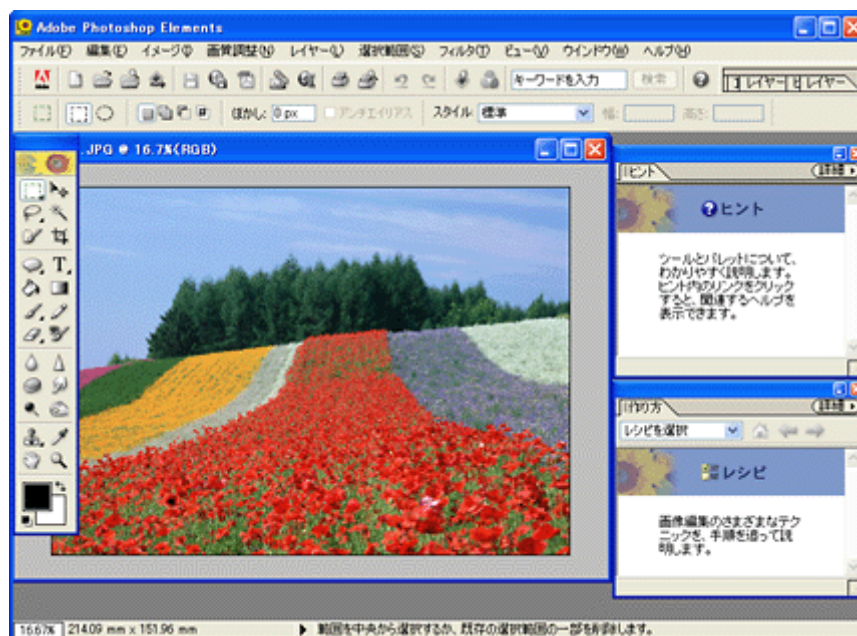 Adobe Photoshop Elements
ファイル(F) 編集(E) イメージ(I) 画質調整(N) レイヤー(L) 選択範囲(S) フィルタ(T) ビュー(V) ウインドウ(W) ヘルプ(H)
キーワードを入力 検索 レイヤー レイヤー
ぼかし: 0 px アンチエイリアス スタイル: 標準 幅: 高さ:
.JPG @ 16.7%(RGB)
ヒント 詳細
ヒント
ツールとパレットについて、
わかりやすく説明します。
ヒント内のリンクをクリック
すると、関連するヘルプを
表示できます。
作り方 詳細
レシピを選択
レシピ
画像編集のさまざまなテク
ニックを、手順を追って説
明します。
16.67% 214.09 mm x 151.96 mm 範囲を中央から選択するか、既存の選択範囲の一部を削除します。